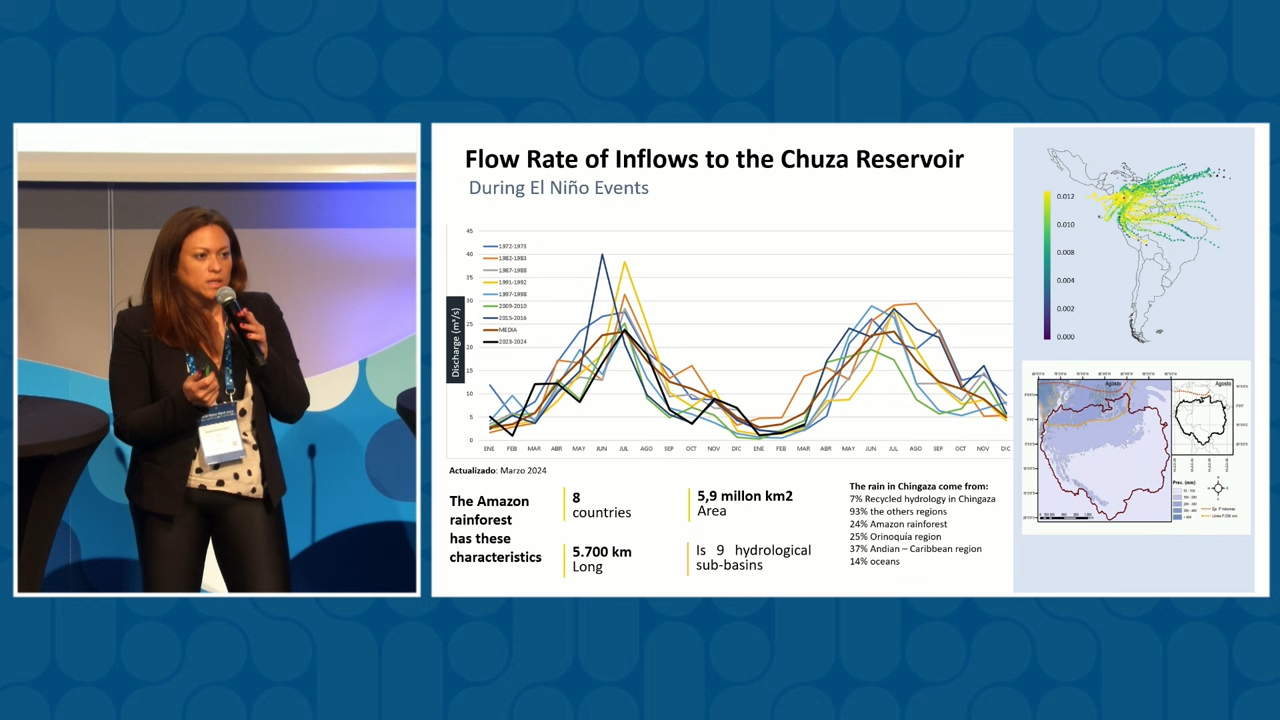 Flow Rate of Inflows to the Chuza Reservoir
During El Niño Events
Discharge (m³/s)
45
40
35
30
25
20
15
10
5
0
1972-1973
1982-1983
1987-1988
1991-1992
1997-1998
2009-2010
2015-2016
MEDIA
2023-2024
ENE FEB MAR ABR MAY JUN JUL AGO SEP OCT NOV DIC ENE FEB MAR ABR MAY JUN JUL AGO SEP OCT NOV DIC
Actualizado: Marzo 2024
The Amazon
rainforest
has these
characteristics
8
countries
5,9 millon km2
Area
5.700 km
Long
Is 9 hydrological
sub-basins
The rain in Chingaza come from:
7% Recycled hydrology in Chingaza
93% the others regions
24% Amazon rainforest
25% Orinoquía region
37% Andian – Caribbean region
14% oceans
0.012
0.010
0.008
0.006
0.004
0.002
0.000
Agosto
Agosto
Prec. (mm)